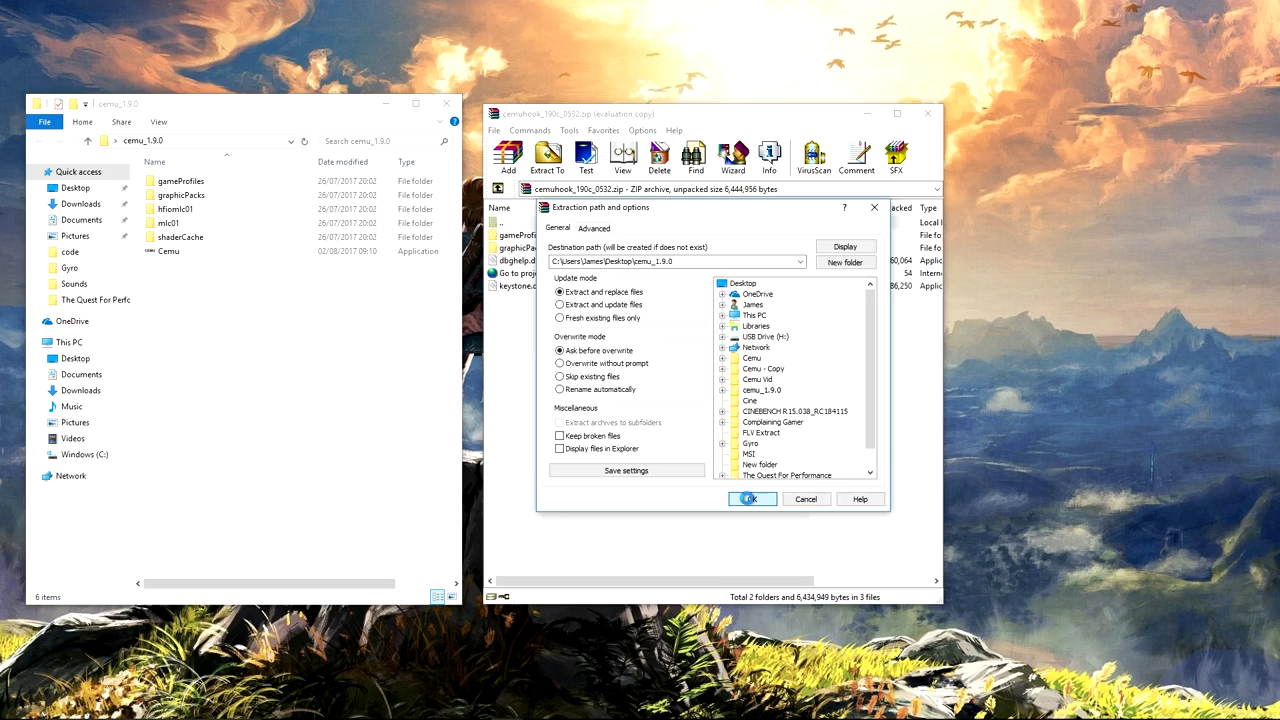 cemu_1.9.0
File Home Share View
cemu_1.9.0
Search cemu_1.9.0
Name Date modified Type
Quick access
Desktop
Downloads
Documents
Pictures
code
Gyro
Sounds
The Quest For Perfc
OneDrive
This PC
Desktop
Documents
Downloads
Music
Pictures
Videos
Windows (C:)
Network
gameProfiles 26/07/2017 20:02 File folder
graphicPacks 26/07/2017 20:02 File folder
hfiomlc01 26/07/2017 20:02 File folder
mlc01 26/07/2017 20:02 File folder
shaderCache 26/07/2017 20:02 File folder
Cemu 02/08/2017 09:10 Application
6 items
cemuhook_190c_0532.zip (evaluation copy)
File Commands Tools Favorites Options Help
Add Extract To Test View Delete Find Wizard Info VirusScan Comment SFX
cemuhook_190c_0532.zip - ZIP archive, unpacked size 6,444,956 bytes
Name acked Type
.. Local
gameProfi File fo
graphicPac File fo
dbghelp.d 60,064 Applic
Go to proj 54 Intern
keystone. 86,250 Applic
Total 2 folders and 6,434,949 bytes in 3 files
Extraction path and options
General Advanced
Destination path (will be created if does not exist)
Display
C:\Users\James\Desktop\cemu_1.9.0
New folder
Update mode
Extract and replace files
Extract and update files
Fresh existing files only
Overwrite mode
Ask before overwrite
Overwrite without prompt
Skip existing files
Rename automatically
Miscellaneous
Extract archives to subfolders
Keep broken files
Display files in Explorer
Save settings
Desktop
OneDrive
James
This PC
Libraries
USB Drive (H:)
Network
Cemu
Cemu - Copy
Cemu Vid
cemu_1.9.0
Cine
CINEBENCH R15.038_RC184115
Complaining Gamer
FLV Extract
Gyro
MSI
New folder
The Quest For Performance
OK Cancel Help